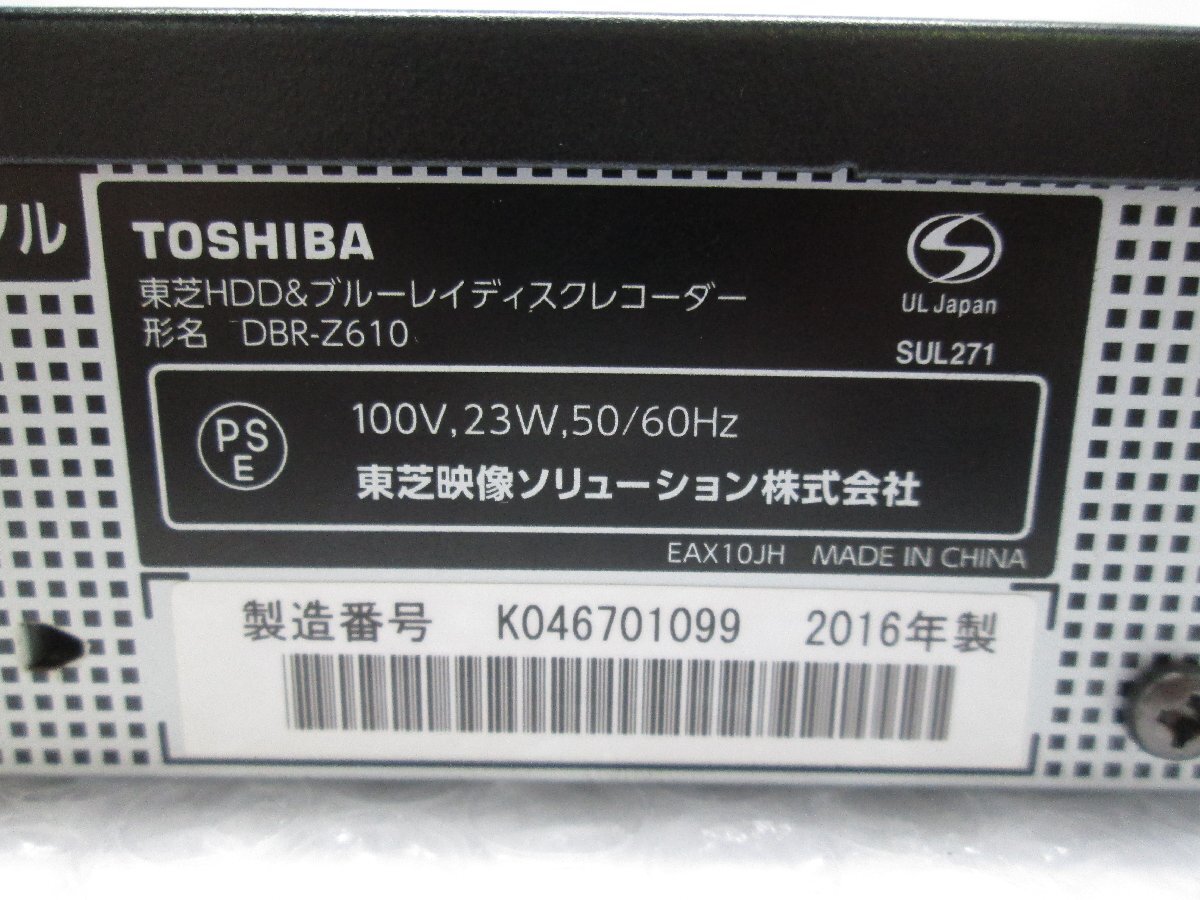 ル
TOSHIBA
東芝HDD&ブルーレイディスクレコーダー
形名 DBR-Z610
UL Japan
SUL271
PS
E
100V,23W,50/60Hz
東芝映像ソリューション株式会社
EAX10JH MADE IN CHINA
製造番号 K046701099 2016年製